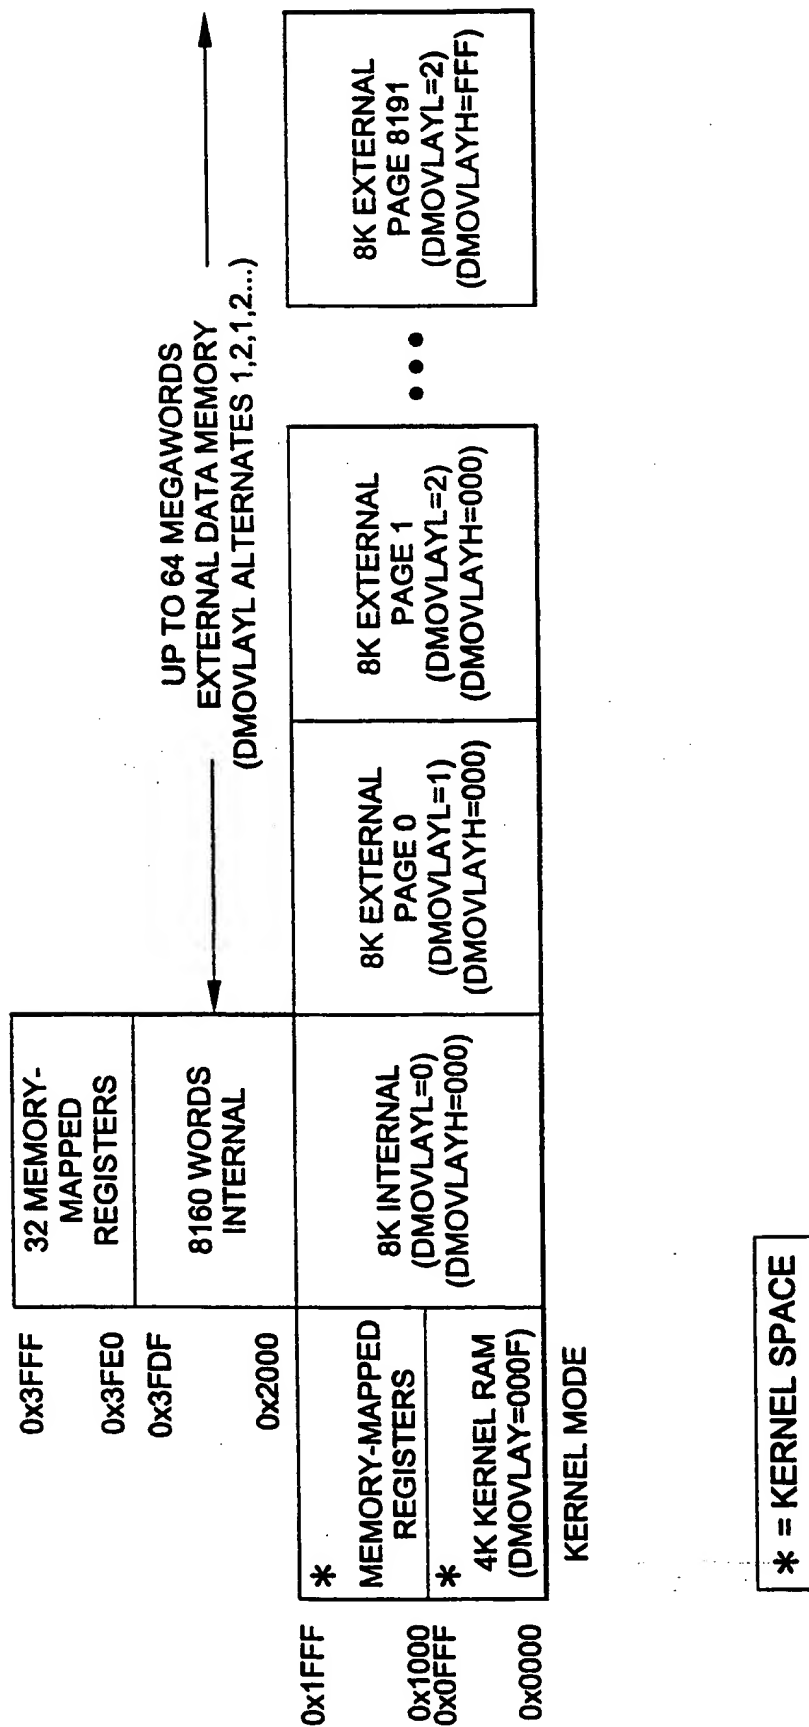 UP TO 64 MEGAWORDS
EXTERNAL DATA MEMORY
(DMOVLAYL ALTERNATES 1,2,1,2...)
0x3FFF
32 MEMORY-
MAPPED
REGISTERS
0x3FE0
0x3FDF
8160 WORDS
INTERNAL
0x2000
0x1FFF
*
MEMORY-MAPPED
REGISTERS
0x1000
0x0FFF
*
4K KERNEL RAM
(DMOVLAY=000F)
0x0000
KERNEL MODE
8K INTERNAL
(DMOVLAYL=0)
(DMOVLAYH=000)
8K EXTERNAL
PAGE 0
(DMOVLAYL=1)
(DMOVLAYH=000)
8K EXTERNAL
PAGE 1
(DMOVLAYL=2)
(DMOVLAYH=000)
•••
8K EXTERNAL
PAGE 8191
(DMOVLAYL=2)
(DMOVLAYH=FFF)
* = KERNEL SPACE